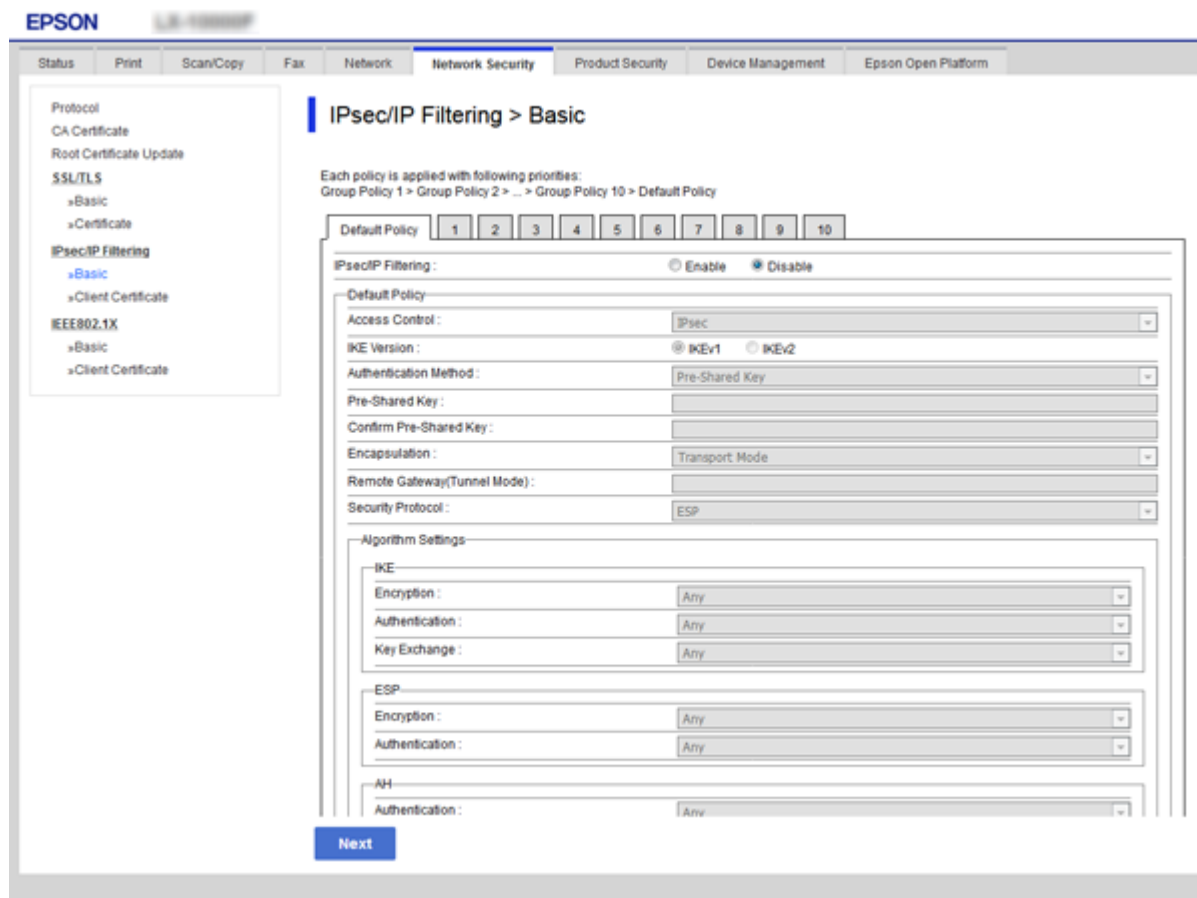 EPSON
Status Print Scan/Copy Fax Network Network Security Product Security Device Management Epson Open Platform
Protocol
CA Certificate
Root Certificate Update
SSL/TLS
»Basic
»Certificate
IPsec/IP Filtering
»Basic
»Client Certificate
IEEE802.1X
»Basic
»Client Certificate
IPsec/IP Filtering > Basic
Each policy is applied with following priorities:
Group Policy 1 > Group Policy 2 > ... > Group Policy 10 > Default Policy
Default Policy 1 2 3 4 5 6 7 8 9 10
IPsec/IP Filtering : Enable Disable
Default Policy
Access Control : IPsec
IKE Version : IKEv1 IKEv2
Authentication Method : Pre-Shared Key
Pre-Shared Key :
Confirm Pre-Shared Key :
Encapsulation : Transport Mode
Remote Gateway(Tunnel Mode) :
Security Protocol : ESP
Algorithm Settings
IKE
Encryption : Any
Authentication : Any
Key Exchange : Any
ESP
Encryption : Any
Authentication : Any
AH
Authentication : Any
Next